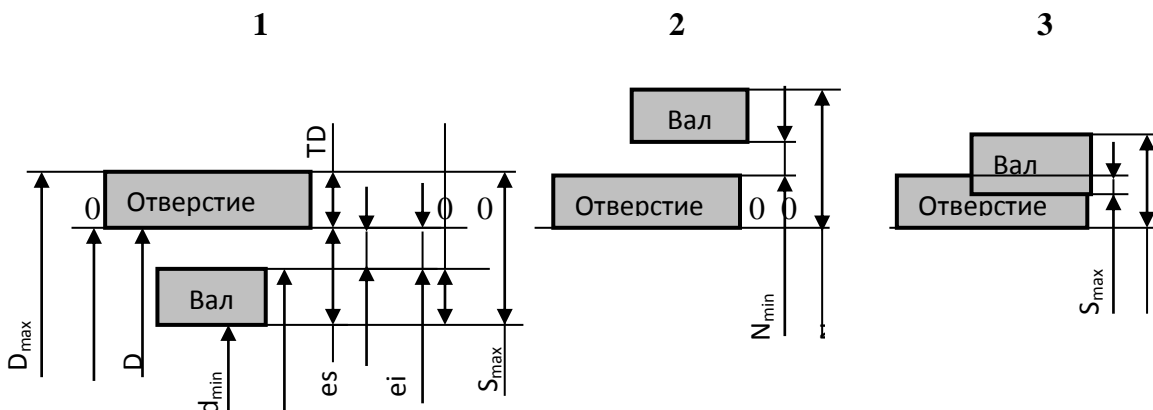 1 2 3
TD
Вал
Вал
Отверстие
0
0 0
Отверстие
0 0
Отверстие
Вал
D_max
D
d_min
es
ei
S_max
N_min
S_max